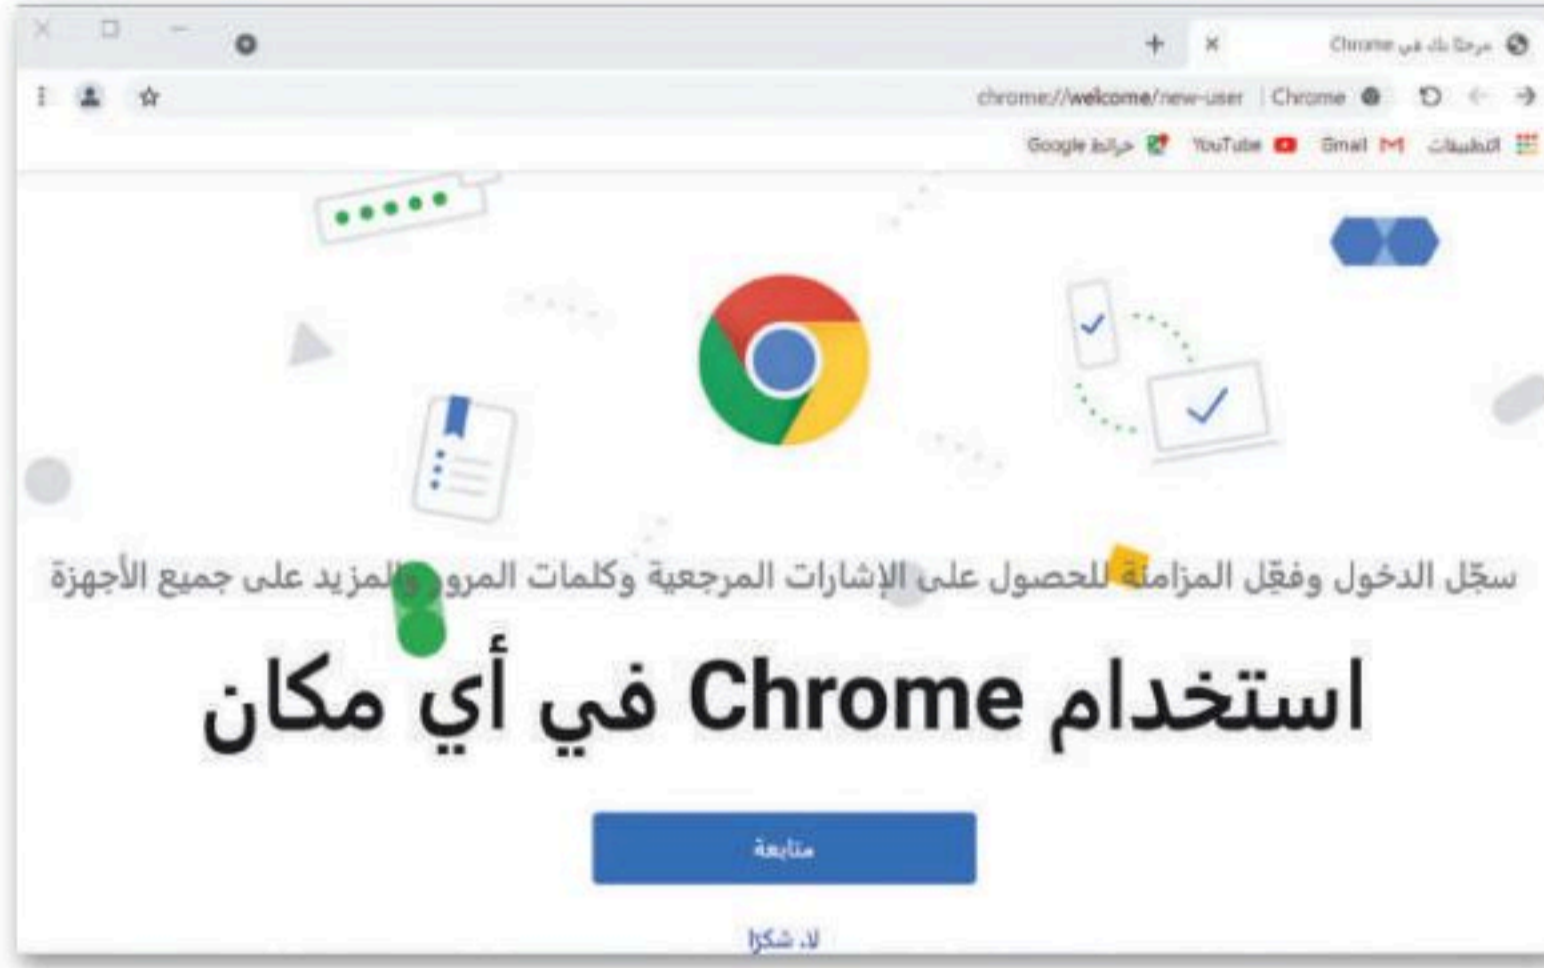 مرحبًا بك في Chrome
Chrome | chrome://welcome/new-user
التطبيقات Gmail YouTube خرائط Google
سجّل الدخول وفعّل المزامنة للحصول على الإشارات المرجعية وكلمات المرور والمزيد على جميع الأجهزة
استخدام Chrome في أي مكان
متابعة
لا، شكرًا